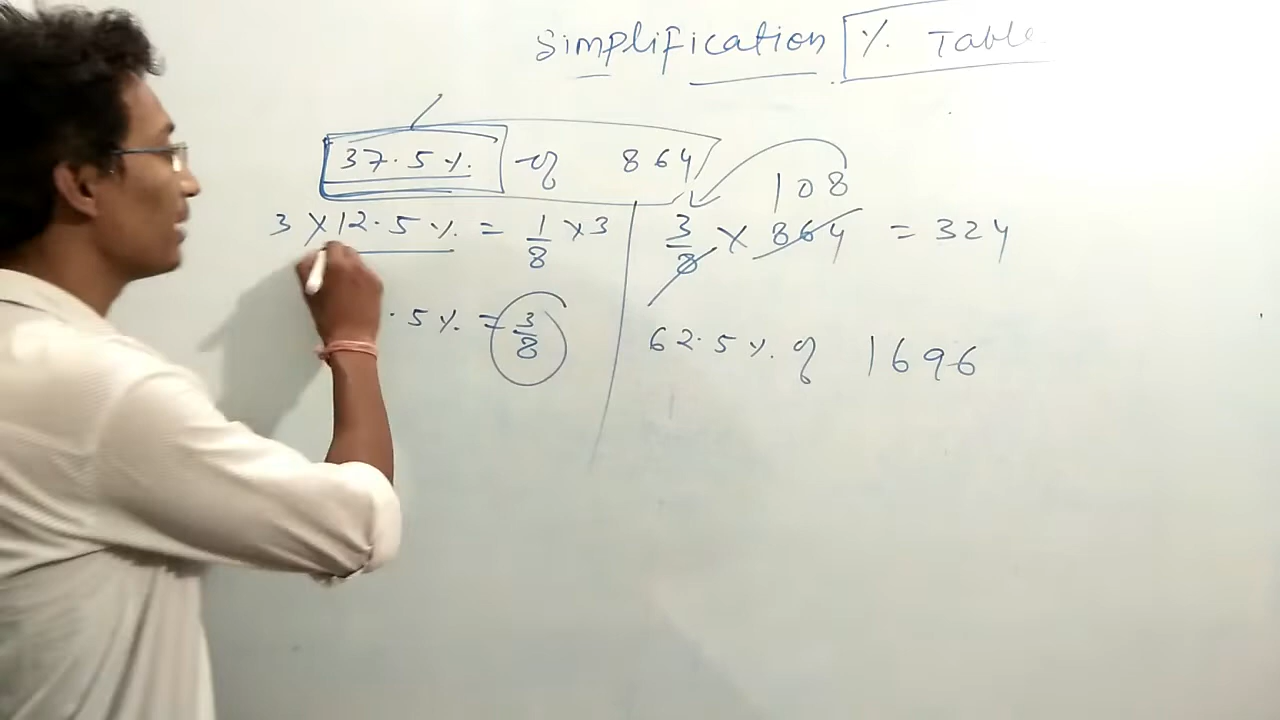 Simplification % Table
37.5% of 864
3 × 12.5% = 1/8 × 3
.5% = 3/8
108
3/8 × 864 = 324
62.5% of 1696